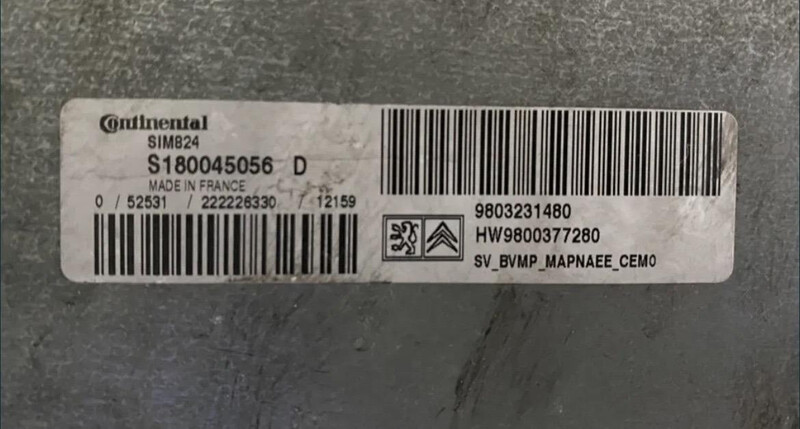 Continental
SIM824
S180045056 D
MADE IN FRANCE
0 / 52531 / 222226330 / 12159
9803231480
HW9800377280
SV_BVMP_MAPNAEE_CEM0